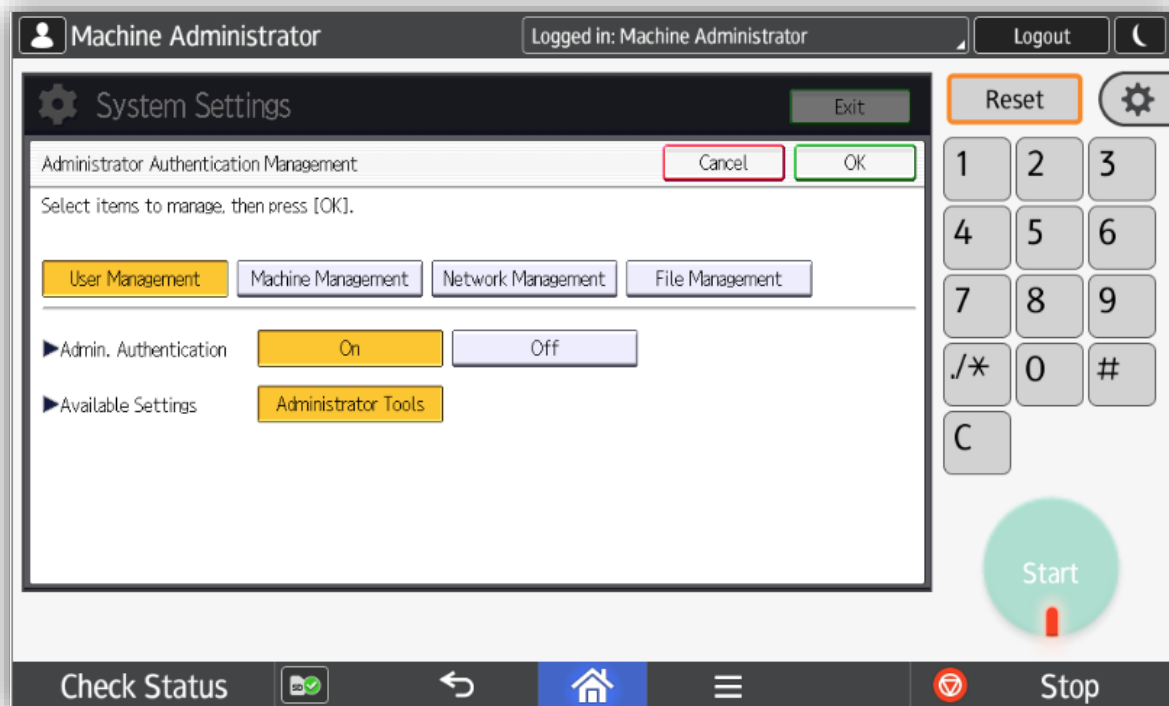 Machine Administrator
Logged in: Machine Administrator
Logout
System Settings
Exit
Reset
Administrator Authentication Management
Cancel
OK
Select items to manage, then press [OK].
User Management
Machine Management
Network Management
File Management
▶Admin. Authentication
On
Off
▶Available Settings
Administrator Tools
1 2 3
4 5 6
7 8 9
./* 0 #
C
Start
Check Status
SD
Stop